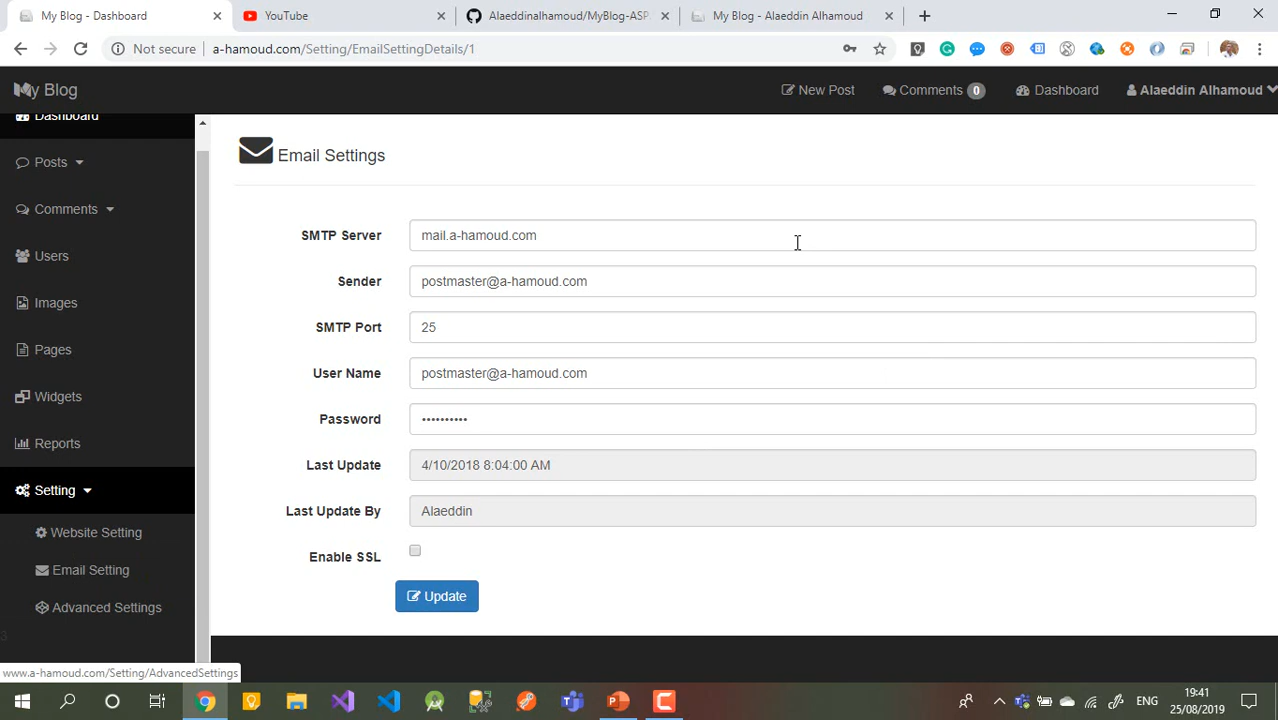 My Blog - Dashboard
YouTube
Alaeddinalhamoud/MyBlog-ASP
My Blog - Alaeddin Alhamoud
Not secure
a-hamoud.com/Setting/EmailSettingDetails/1
My Blog
New Post
Comments 0
Dashboard
Alaeddin Alhamoud
Dashboard
Posts
Comments
Users
Images
Pages
Widgets
Reports
Setting
Website Setting
Email Setting
Advanced Settings
3
Email Settings
SMTP Server
mail.a-hamoud.com
Sender
postmaster@a-hamoud.com
SMTP Port
25
User Name
postmaster@a-hamoud.com
Password
••••••••••
Last Update
4/10/2018 8:04:00 AM
Last Update By
Alaeddin
Enable SSL
Update
www.a-hamoud.com/Setting/AdvancedSettings
ENG
19:41
25/08/2019